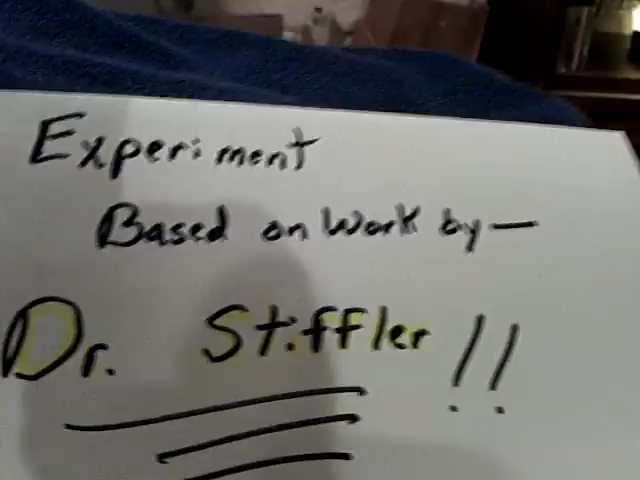 Experiment
Based on Work by—
Dr. Stiffler!!